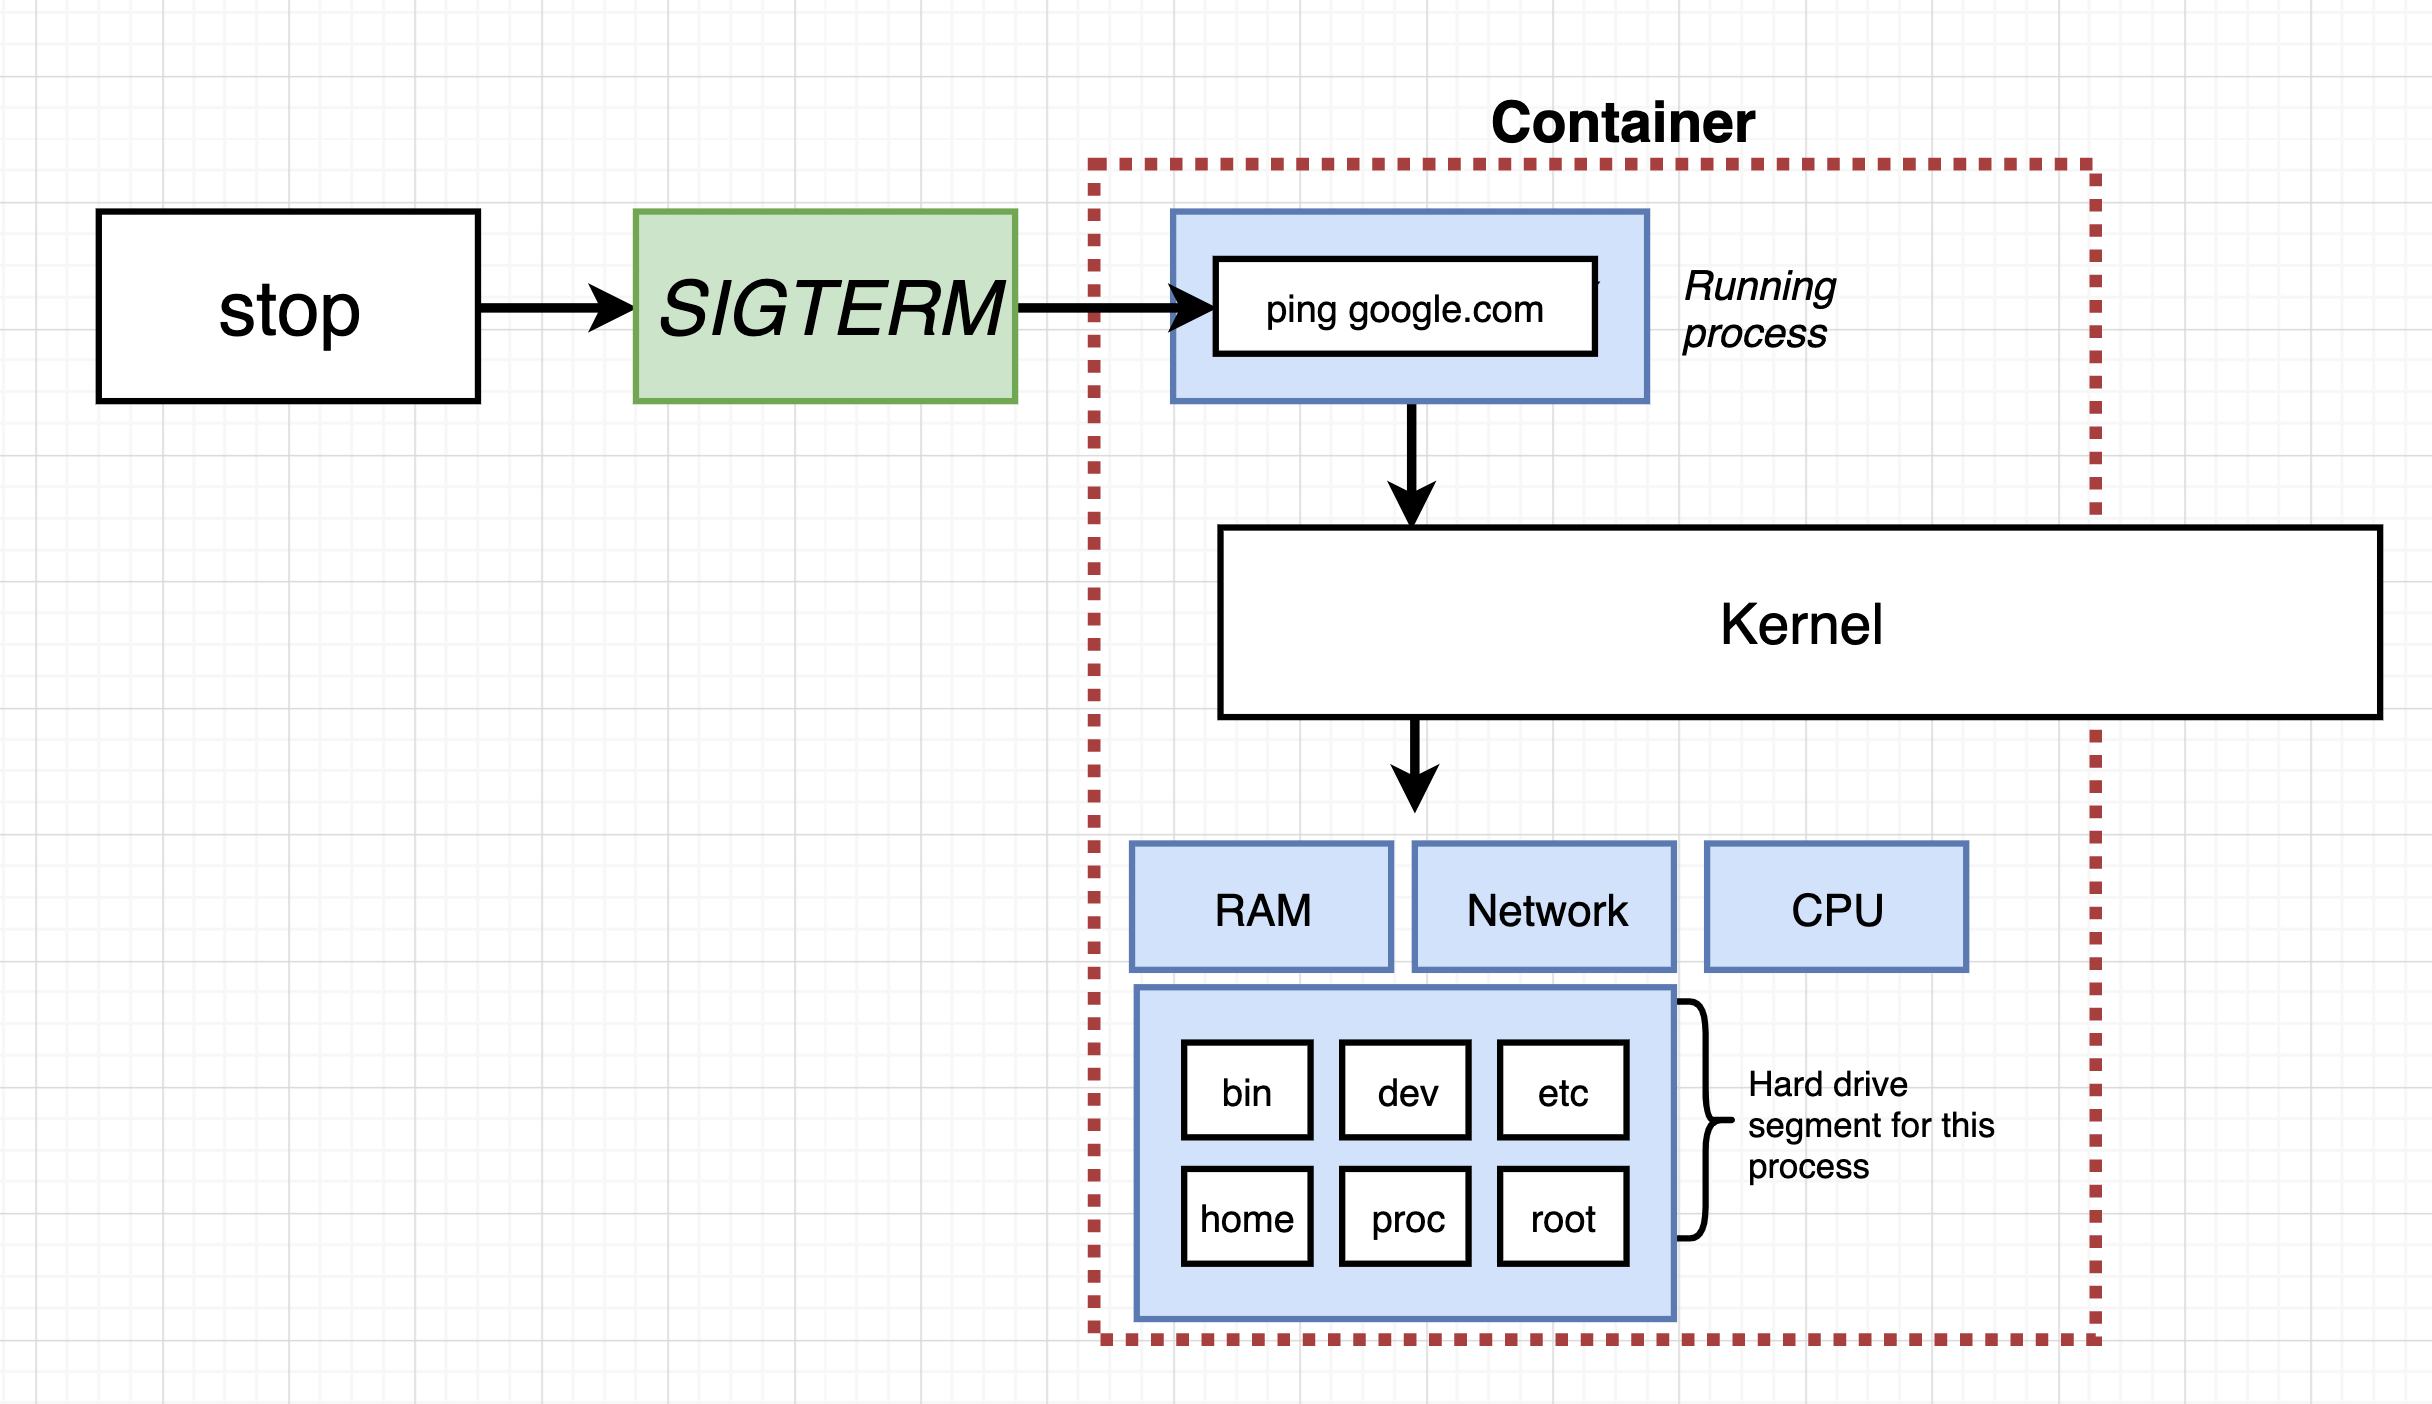 Container
stop
SIGTERM
ping google.com
Running
process
Kernel
RAM
Network
CPU
bin
dev
etc
Hard drive
segment for this
process
home
proc
root